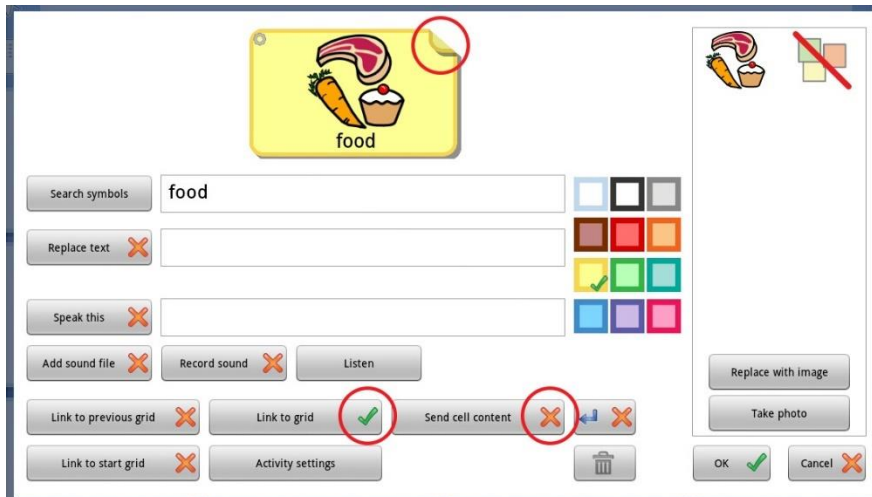 food
Search symbols food
Replace text
Speak this
Add sound file Record sound Listen
Replace with image
Link to previous grid Link to grid Send cell content Take photo
Link to start grid Activity settings OK Cancel